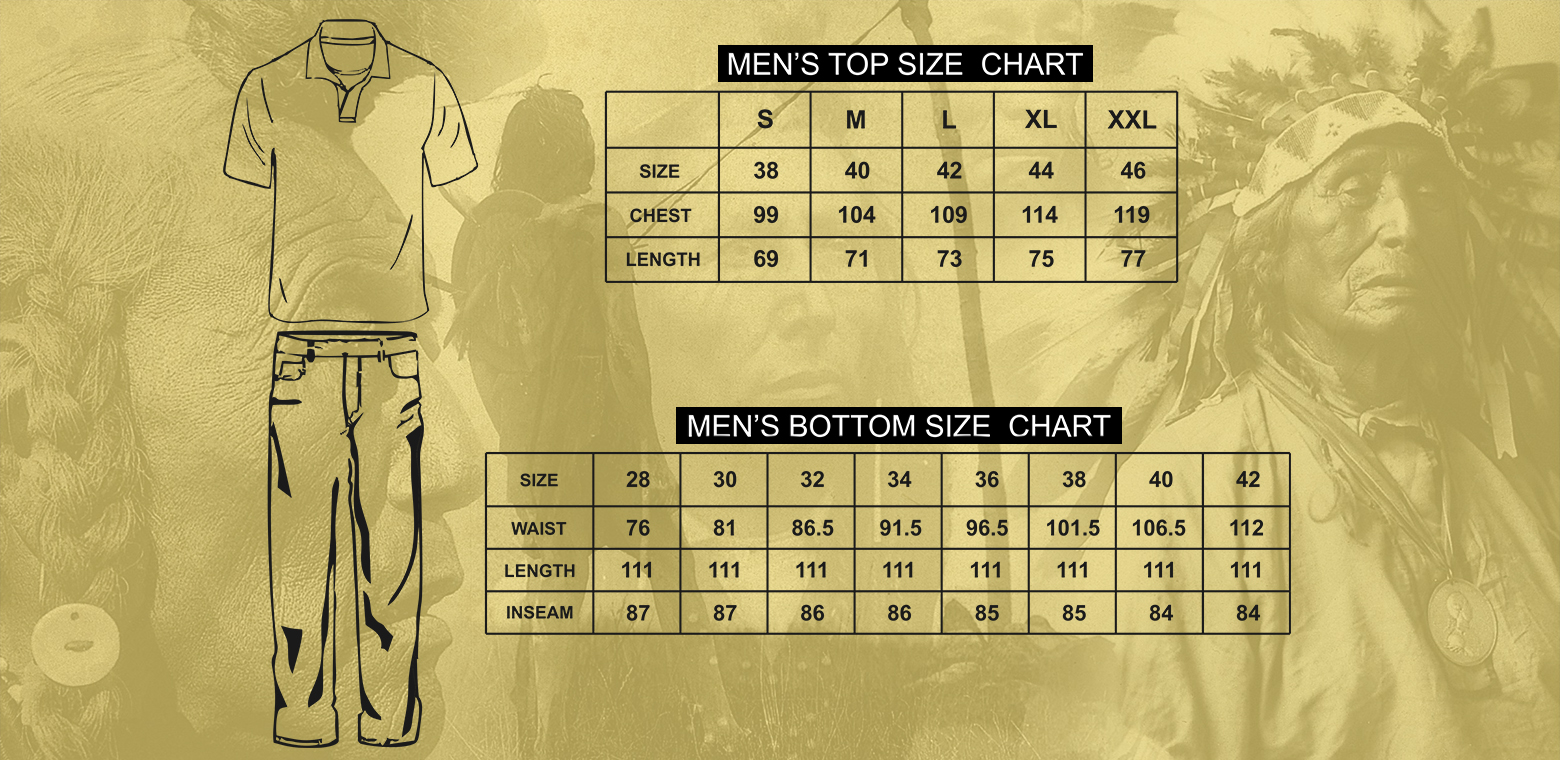 MEN'S TOP SIZE CHART
S M L XL XXL
SIZE 38 40 42 44 46
CHEST 99 104 109 114 119
LENGTH 69 71 73 75 77
MEN'S BOTTOM SIZE CHART
SIZE 28 30 32 34 36 38 40 42
WAIST 76 81 86.5 91.5 96.5 101.5 106.5 112
LENGTH 111 111 111 111 111 111 111 111
INSEAM 87 87 86 86 85 85 84 84